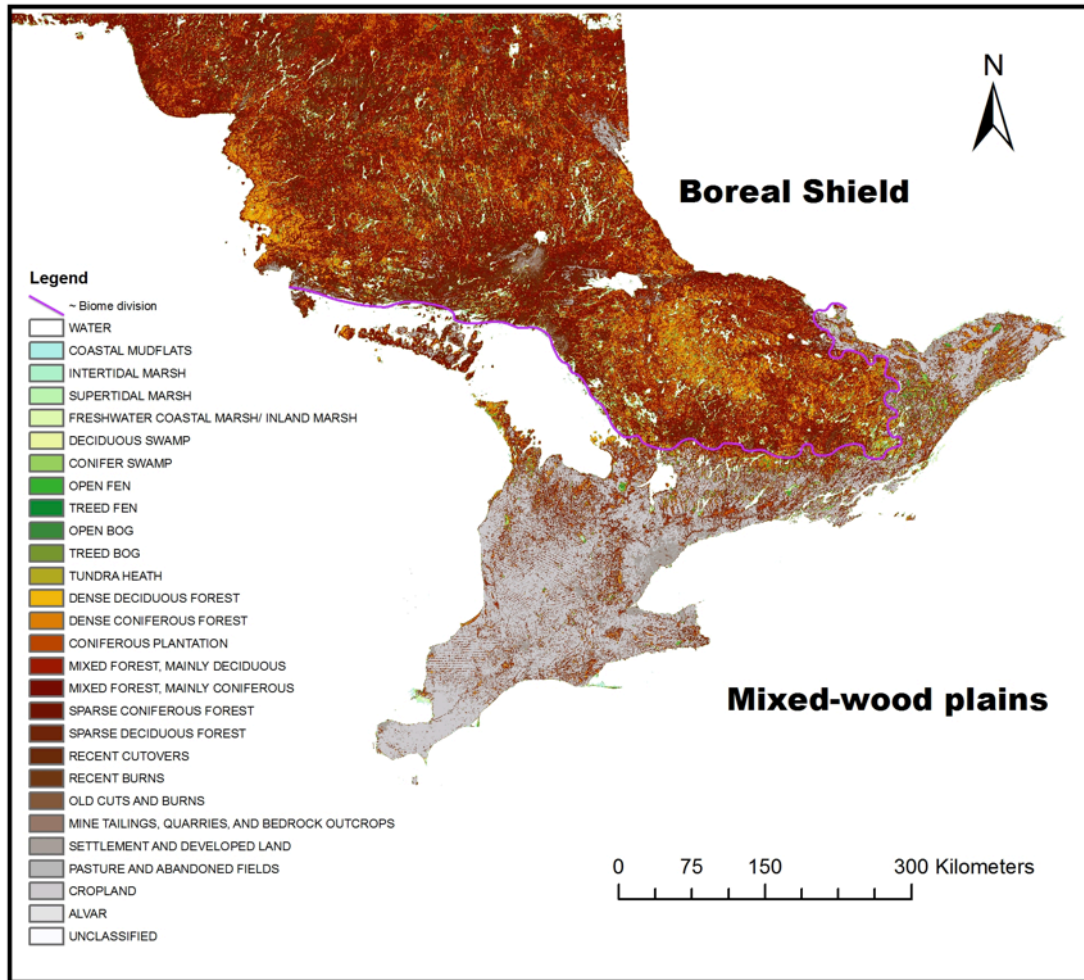 N
Boreal Shield
Legend
~ Biome division
WATER
COASTAL MUDFLATS
INTERTIDAL MARSH
SUPERTIDAL MARSH
FRESHWATER COASTAL MARSH/ INLAND MARSH
DECIDUOUS SWAMP
CONIFER SWAMP
OPEN FEN
TREED FEN
OPEN BOG
TREED BOG
TUNDRA HEATH
DENSE DECIDUOUS FOREST
DENSE CONIFEROUS FOREST
CONIFEROUS PLANTATION
MIXED FOREST, MAINLY DECIDUOUS
MIXED FOREST, MAINLY CONIFEROUS
SPARSE CONIFEROUS FOREST
SPARSE DECIDUOUS FOREST
RECENT CUTOVERS
RECENT BURNS
OLD CUTS AND BURNS
MINE TAILINGS, QUARRIES, AND BEDROCK OUTCROPS
SETTLEMENT AND DEVELOPED LAND
PASTURE AND ABANDONED FIELDS
CROPLAND
ALVAR
UNCLASSIFIED
Mixed-wood plains
0 75 150 300 Kilometers